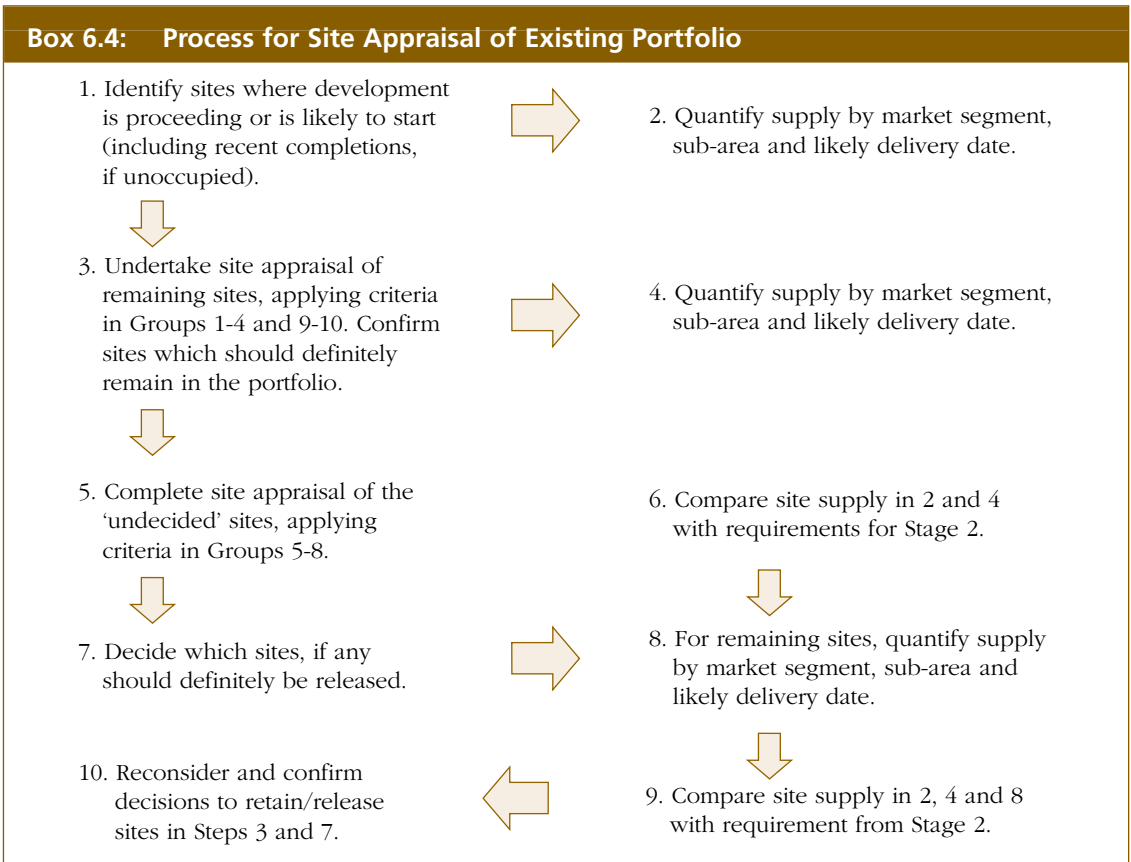 Box 6.4: Process for Site Appraisal of Existing Portfolio
1. Identify sites where development
is proceeding or is likely to start
(including recent completions,
if unoccupied).
2. Quantify supply by market segment,
sub-area and likely delivery date.
3. Undertake site appraisal of
remaining sites, applying criteria
in Groups 1-4 and 9-10. Confirm
sites which should definitely
remain in the portfolio.
4. Quantify supply by market segment,
sub-area and likely delivery date.
5. Complete site appraisal of the
‘undecided’ sites, applying
criteria in Groups 5-8.
6. Compare site supply in 2 and 4
with requirements for Stage 2.
7. Decide which sites, if any
should definitely be released.
8. For remaining sites, quantify supply
by market segment, sub-area and
likely delivery date.
9. Compare site supply in 2, 4 and 8
with requirement from Stage 2.
10. Reconsider and confirm
decisions to retain/release
sites in Steps 3 and 7.